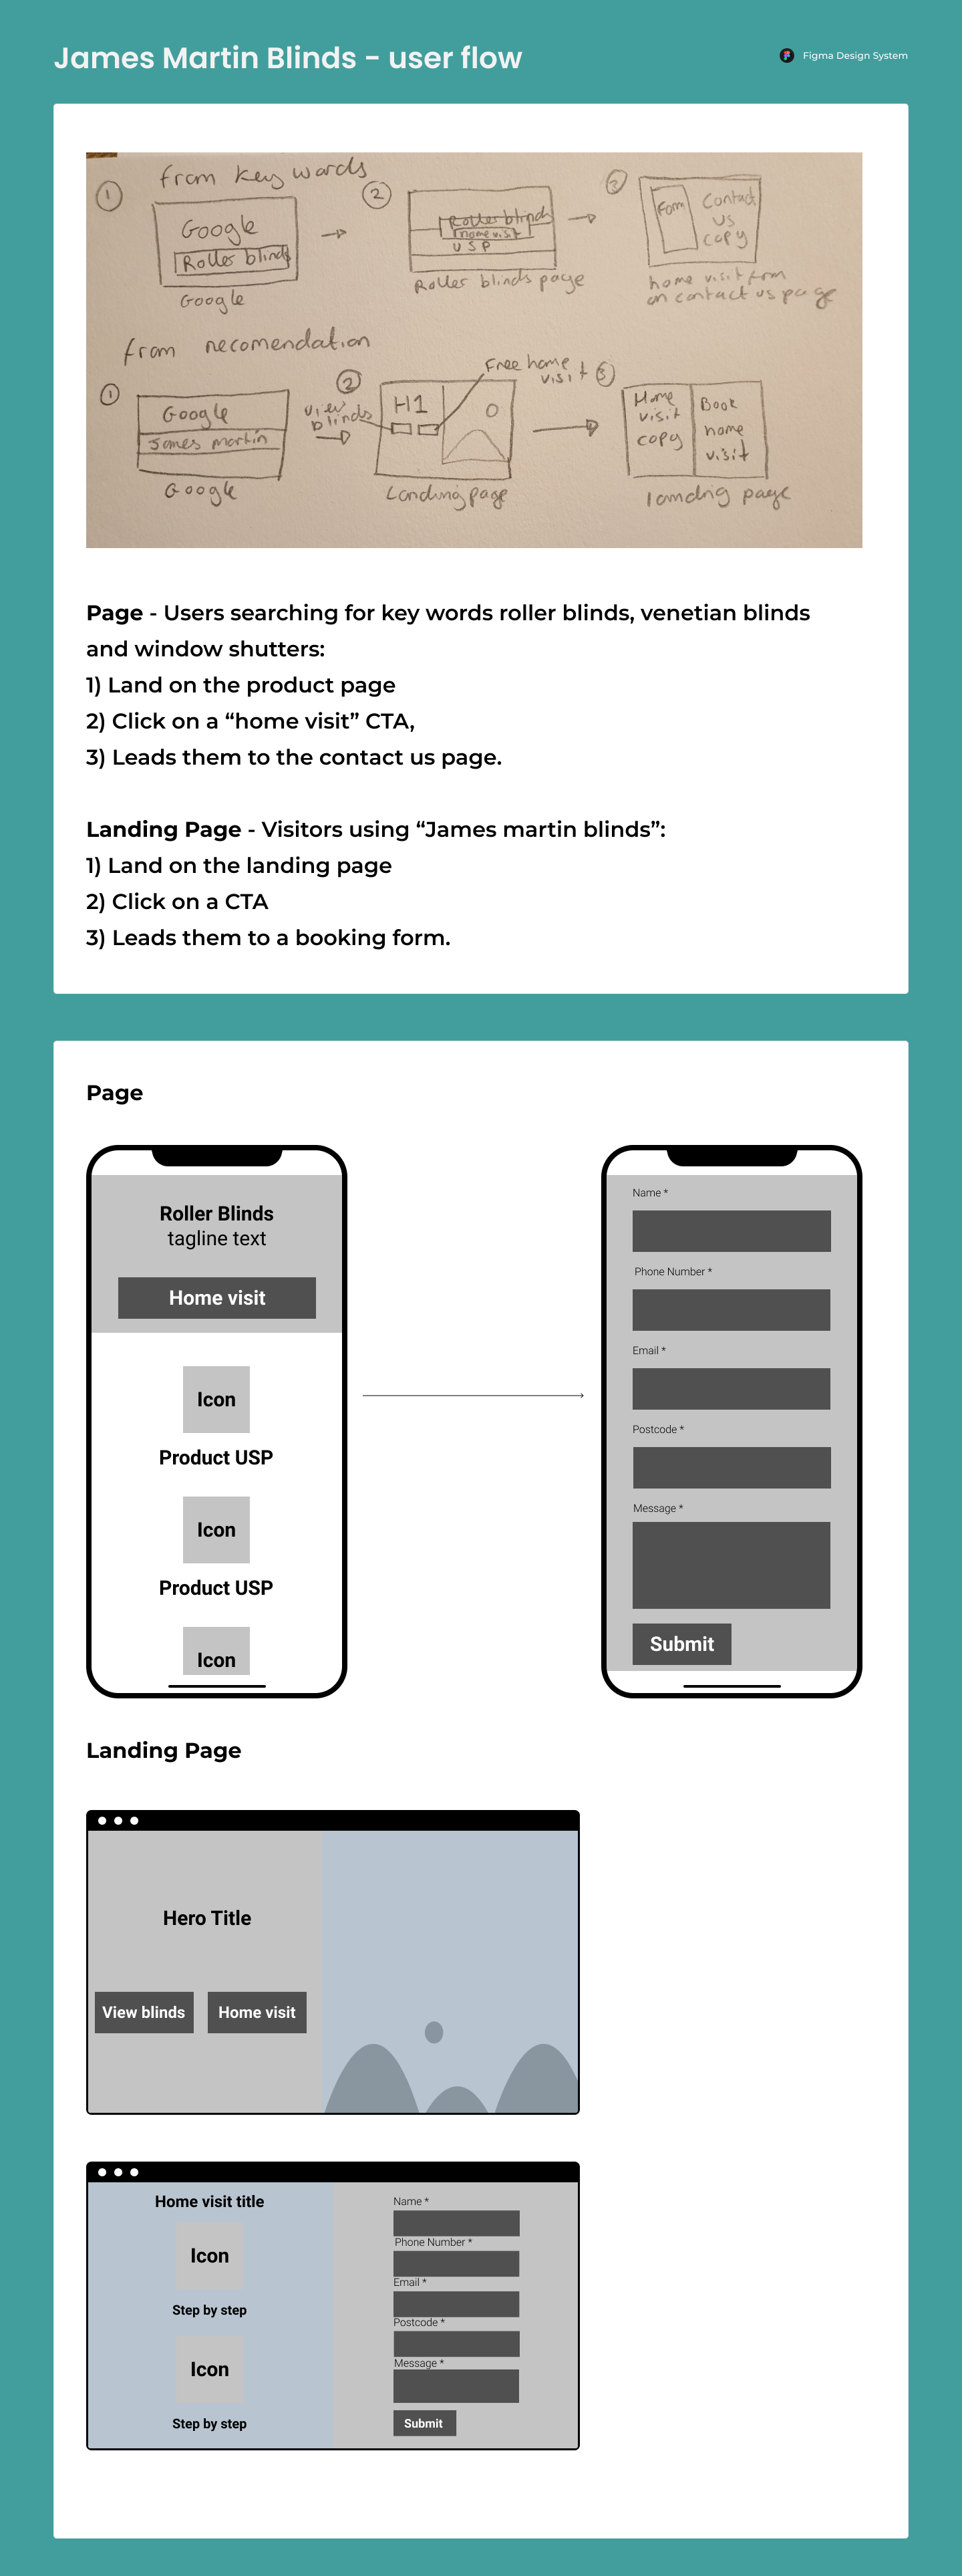 James Martin Blinds - user flow
Figma Design System
from key words
1
2
3
Google
Roller blinds
Google
Roller blinds
Home visit
USP
Roller blinds page
Form
Contact
us
copy
home visit form
on contact us page
from recomendation
1
2
3
Google
James martin
Google
view
blinds
H1
Free home
visit
Landing page
Home
visit
copy
Book
home
visit
landing page
Page - Users searching for key words roller blinds, venetian blinds
and window shutters:
1) Land on the product page
2) Click on a “home visit” CTA,
3) Leads them to the contact us page.
Landing Page - Visitors using “James martin blinds”:
1) Land on the landing page
2) Click on a CTA
3) Leads them to a booking form.
Page
Roller Blinds
tagline text
Home visit
Icon
Product USP
Icon
Product USP
Icon
Name *
Phone Number *
Email *
Postcode *
Message *
Submit
Landing Page
Hero Title
View blinds
Home visit
Home visit title
Icon
Step by step
Icon
Step by step
Name *
Phone Number *
Email *
Postcode *
Message *
Submit